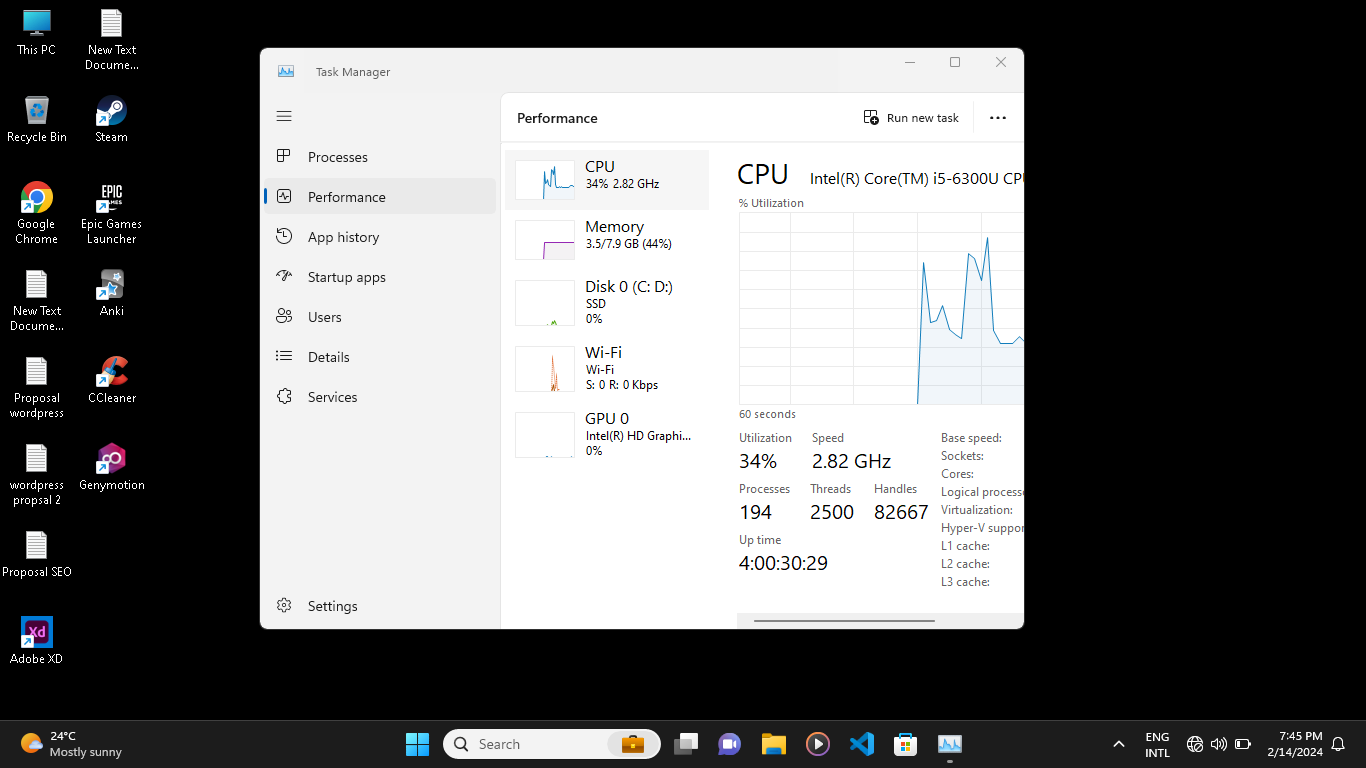 This PC
New Text
Docume...
Recycle Bin
Steam
Google
Chrome
EPIC
GAMES
Epic Games
Launcher
New Text
Docume...
Anki
Proposal
wordpress
CCleaner
wordpress
propsal 2
Genymotion
Proposal SEO
Xd
Adobe XD
Task Manager
Processes
Performance
App history
Startup apps
Users
Details
Services
Settings
Performance
Run new task
CPU
34% 2.82 GHz
Memory
3.5/7.9 GB (44%)
Disk 0 (C: D:)
SSD
0%
Wi-Fi
Wi-Fi
S: 0 R: 0 Kbps
GPU 0
Intel(R) HD Graphi...
0%
CPU Intel(R) Core(TM) i5-6300U CPU
% Utilization
60 seconds
Utilization Speed
34% 2.82 GHz
Processes Threads Handles
194 2500 82667
Up time
4:00:30:29
Base speed:
Sockets:
Cores:
Logical processo
Virtualization:
Hyper-V suppor
L1 cache:
L2 cache:
L3 cache:
24°C
Mostly sunny
Search
ENG
INTL
7:45 PM
2/14/2024